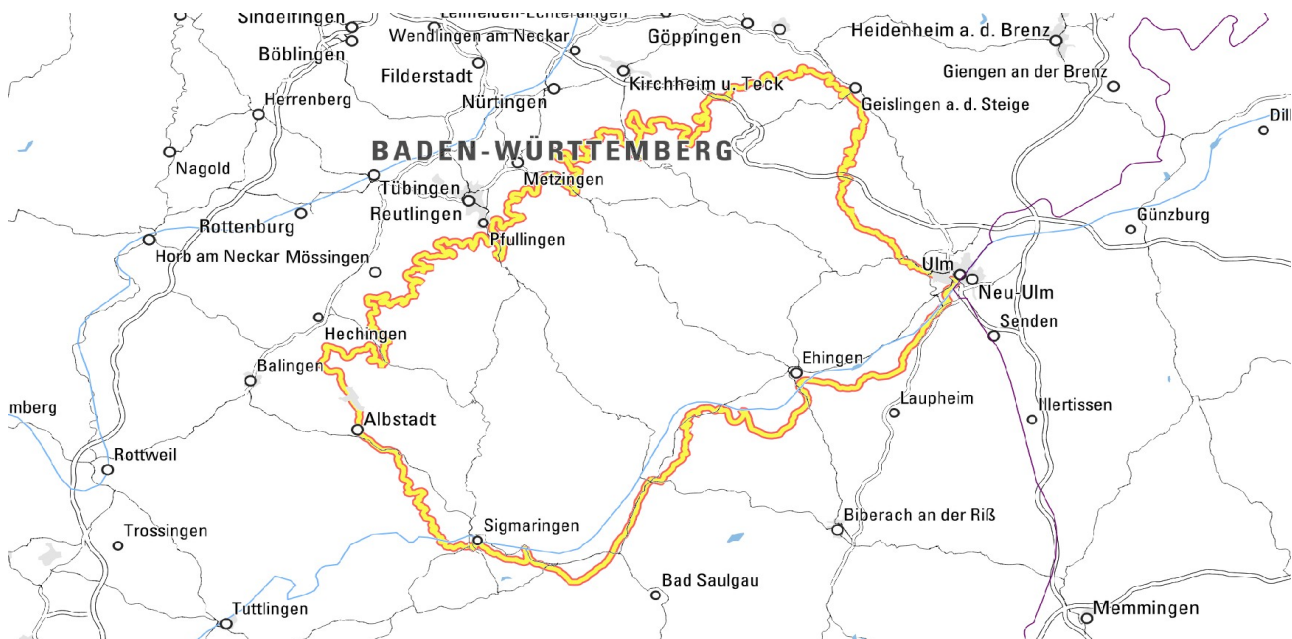 Sindelfingen
Leinfelden-Echterdingen
Wendlingen am Neckar
Göppingen
Heidenheim a. d. Brenz
Böblingen
Filderstadt
Kirchheim u. Teck
Giengen an der Brenz
Herrenberg
Nürtingen
Geislingen a. d. Steige
Dill
BADEN-WÜRTTEMBERG
Nagold
Metzingen
Tübingen
Reutlingen
Rottenburg
Günzburg
Pfullingen
Horb am Neckar
Mössingen
Ulm
Neu-Ulm
Senden
Hechingen
Balingen
Ehingen
mberg
Albstadt
Laupheim
Illertissen
Rottweil
Trossingen
Sigmaringen
Biberach an der Riß
Bad Saulgau
Tuttlingen
Memmingen